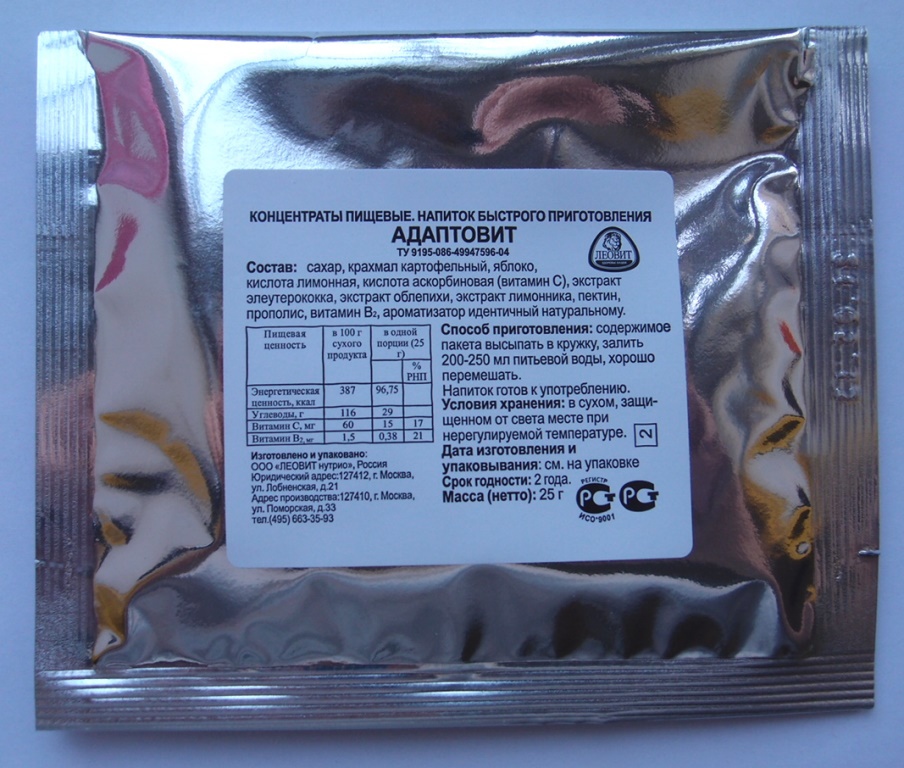 КОНЦЕНТРАТЫ ПИЩЕВЫЕ. НАПИТОК БЫСТРОГО ПРИГОТОВЛЕНИЯ
АДАПТОВИТ
ТУ 9195-086-49947596-04
ЛЕОВИТ
Состав: сахар, крахмал картофельный, яблоко,
кислота лимонная, кислота аскорбиновая (витамин С), экстракт
элеутерококка, экстракт облепихи, экстракт лимонника, пектин,
прополис, витамин В₂, ароматизатор идентичный натуральному.
Пищевая ценность | в 100 г сухого продукта | в одной порции (25 г)
% РНП
Энергетическая ценность, ккал 387 96,75
Углеводы, г 116 29
Витамин С, мг 60 15 17
Витамин В₂, мг 1,5 0,38 21
Изготовлено и упаковано:
ООО «ЛЕОВИТ нутрио», Россия
Юридический адрес:127412, г. Москва,
ул. Лобненская, д.21
Адрес производства:127410, г. Москва,
ул. Поморская, д.33
тел.(495) 663-35-93
Способ приготовления: содержимое
пакета высыпать в кружку, залить
200-250 мл питьевой воды, хорошо
перемешать.
Напиток готов к употреблению.
Условия хранения: в сухом, защи-
щенном от света месте при
нерегулируемой температуре. 2
Дата изготовления и
упаковывания: см. на упаковке
Срок годности: 2 года.
Масса (нетто): 25 г
РЕГИСТР
ИСО-9001